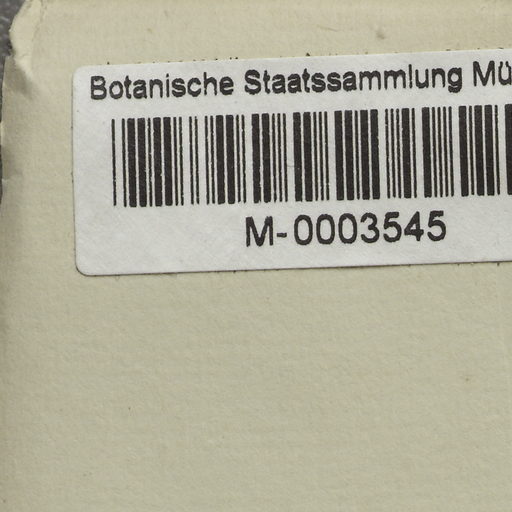 Botanische Staatssammlung Mü
M-0003545